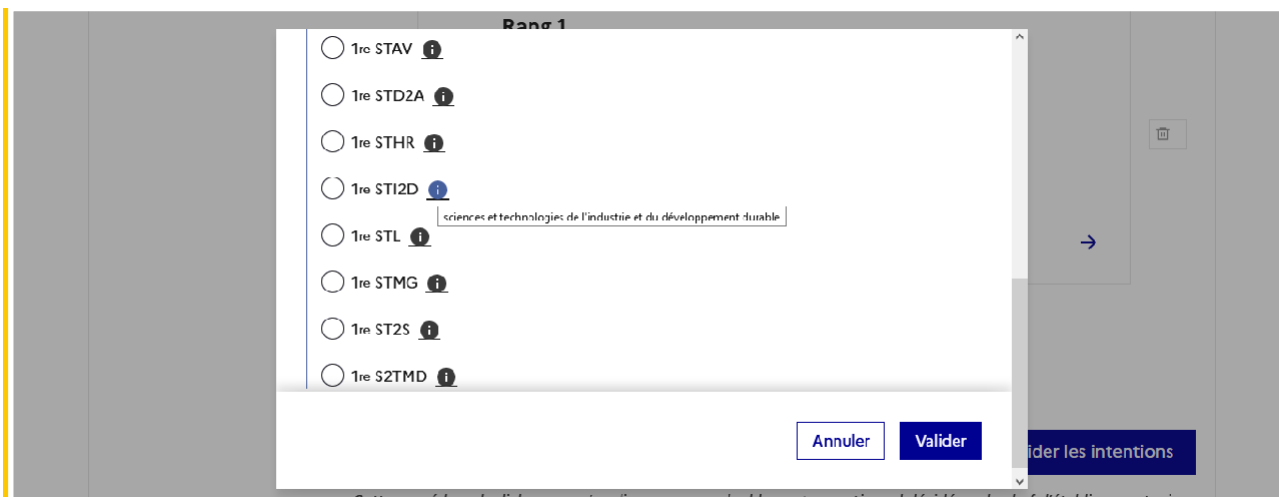 Rang 1
1re STAV
1re STD2A
1re STHR
1re STI2D
sciences et technologies de l'industrie et du développement durable
1re STL
1re STMG
1re ST2S
1re S2TMD
Annuler Valider
ider les intentions